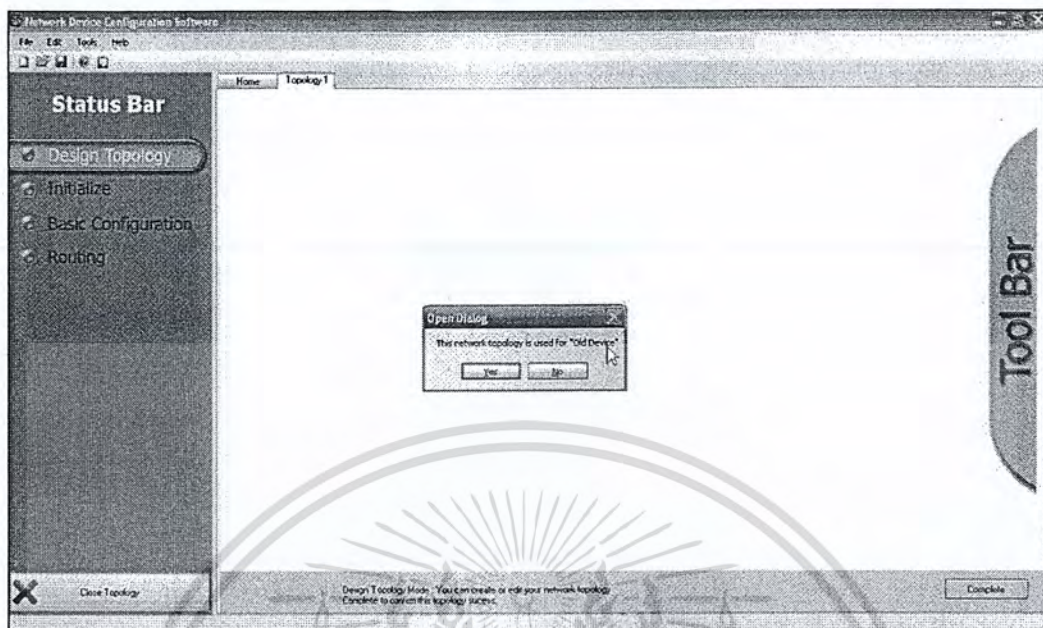 Network Device Configuration Software
File Edit Tools Help
Home Topology 1
Status Bar
Design Topology
Initialize
Basic Configuration
Routing
Open Dialog
This network topology is used for "Old Device"
Yes No
Tool Bar
Close Topology
Design Topology Mode : You can create or edit your network topology
Complete to confirm this topology success.
Complete